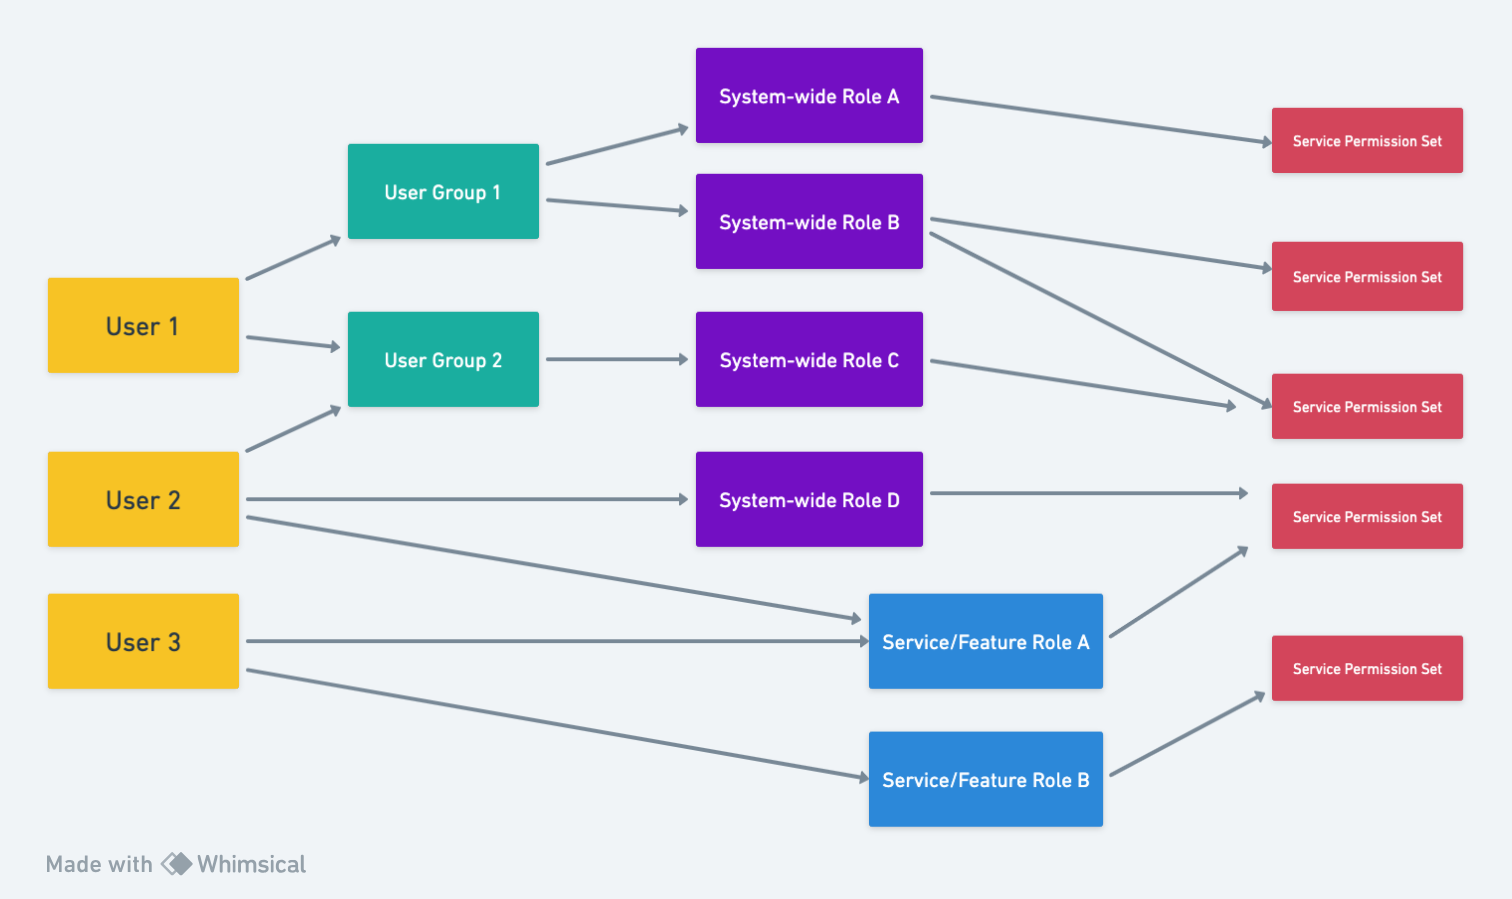 System-wide Role A
Service Permission Set
User Group 1
System-wide Role B
Service Permission Set
User 1
User Group 2
System-wide Role C
Service Permission Set
User 2
System-wide Role D
Service Permission Set
User 3
Service/Feature Role A
Service Permission Set
Service/Feature Role B
Made with Whimsical